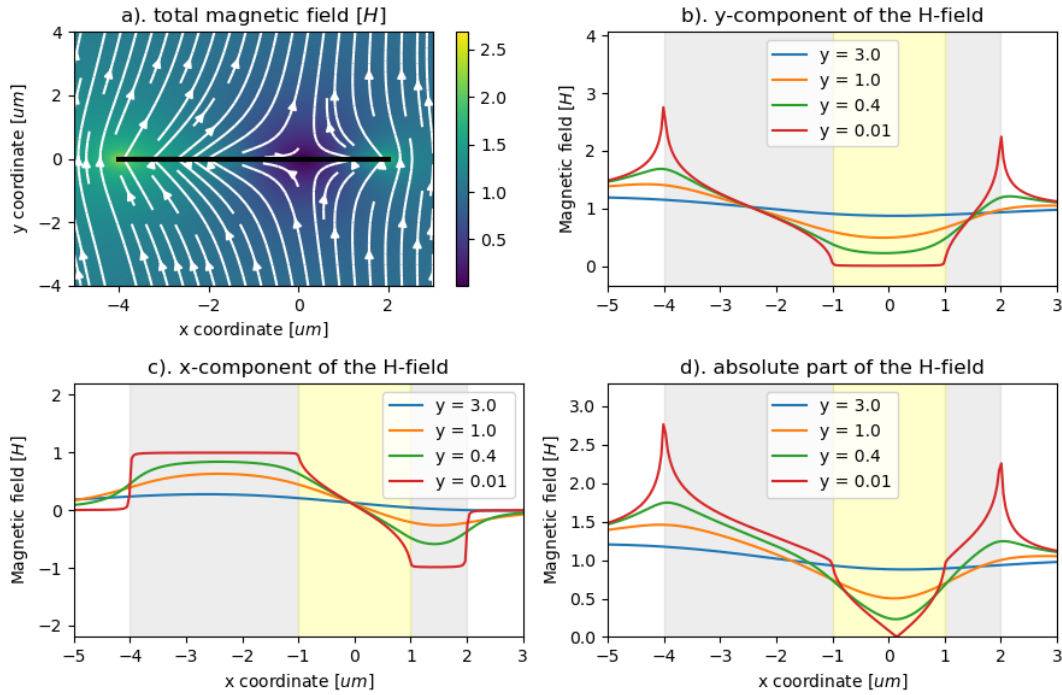 a). total magnetic field [H]
y coordinate [um]
4
2
0
−2
−4
−4
−2
0
2
x coordinate [um]
2.5
2.0
1.5
1.0
0.5
b). y-component of the H-field
Magnetic field [H]
4
3
2
1
0
y = 3.0
y = 1.0
y = 0.4
y = 0.01
−5
−4
−3
−2
−1
0
1
2
3
c). x-component of the H-field
Magnetic field [H]
2
1
0
−1
−2
y = 3.0
y = 1.0
y = 0.4
y = 0.01
−5
−4
−3
−2
−1
0
1
2
3
x coordinate [um]
d). absolute part of the H-field
Magnetic field [H]
3.0
2.5
2.0
1.5
1.0
0.5
0.0
y = 3.0
y = 1.0
y = 0.4
y = 0.01
−5
−4
−3
−2
−1
0
1
2
3
x coordinate [um]